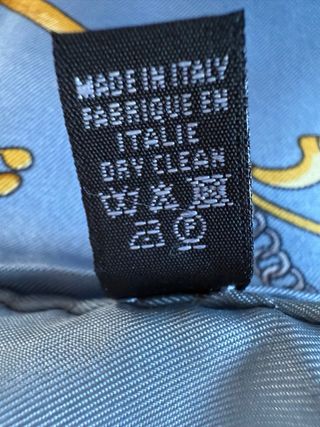 MADE IN ITALY
FABRIQUE EN
ITALIE
DRY CLEAN
P